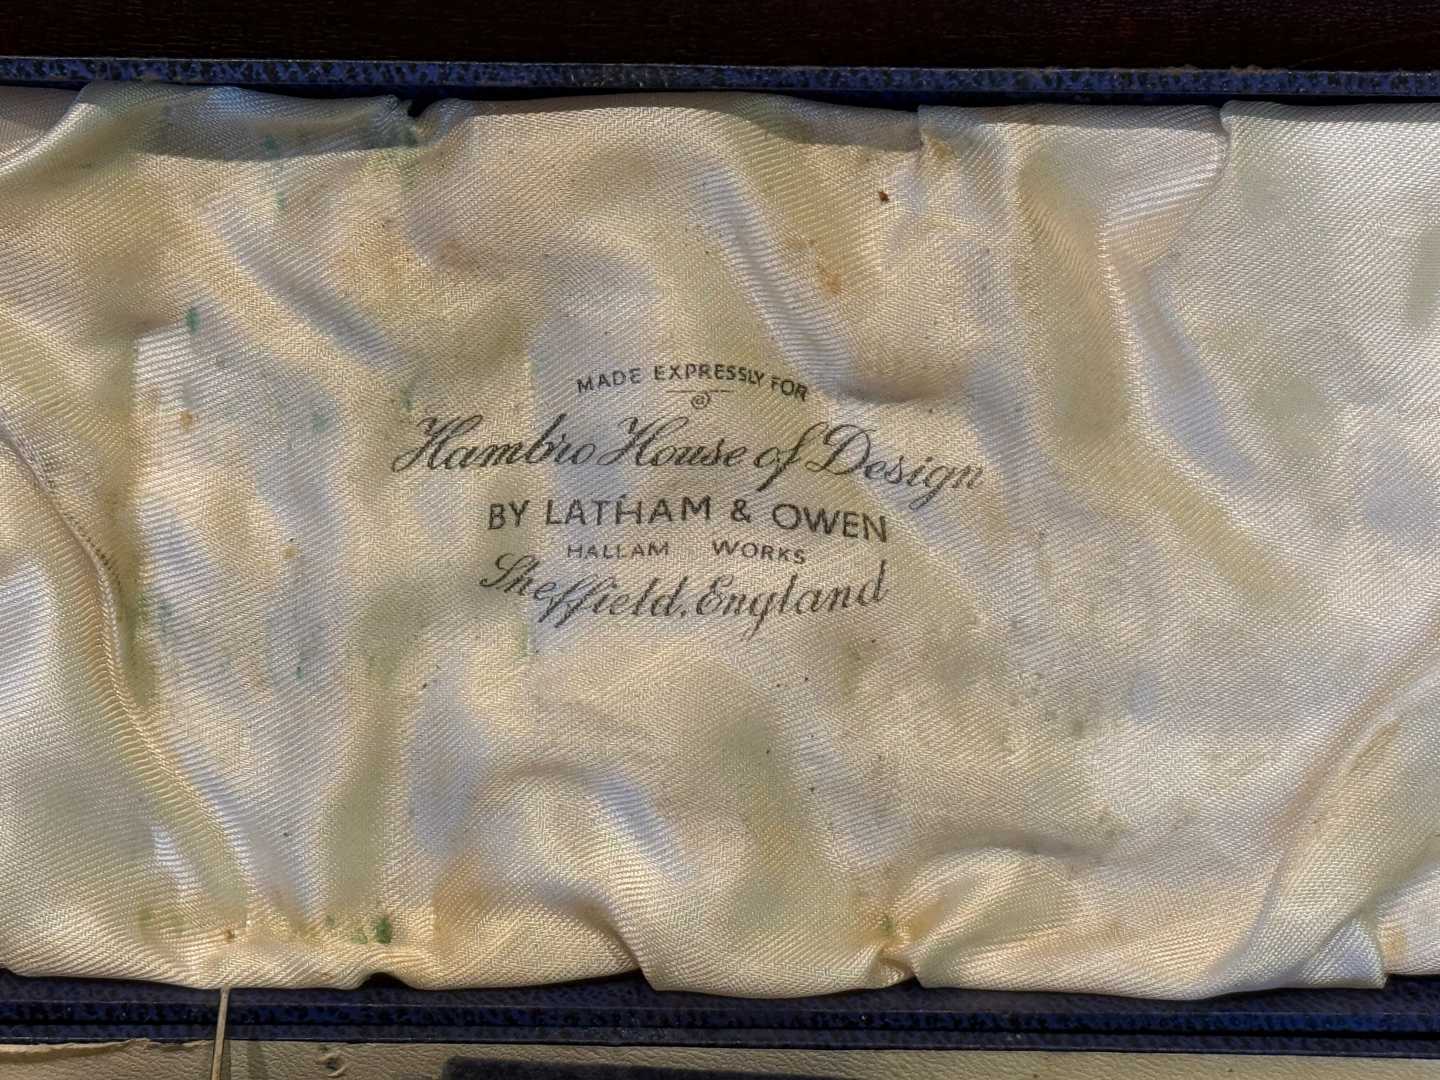 MADE EXPRESSLY FOR
@
Hambro House of Design
BY LATHAM & OWEN
HALLAM WORKS
Sheffield, England